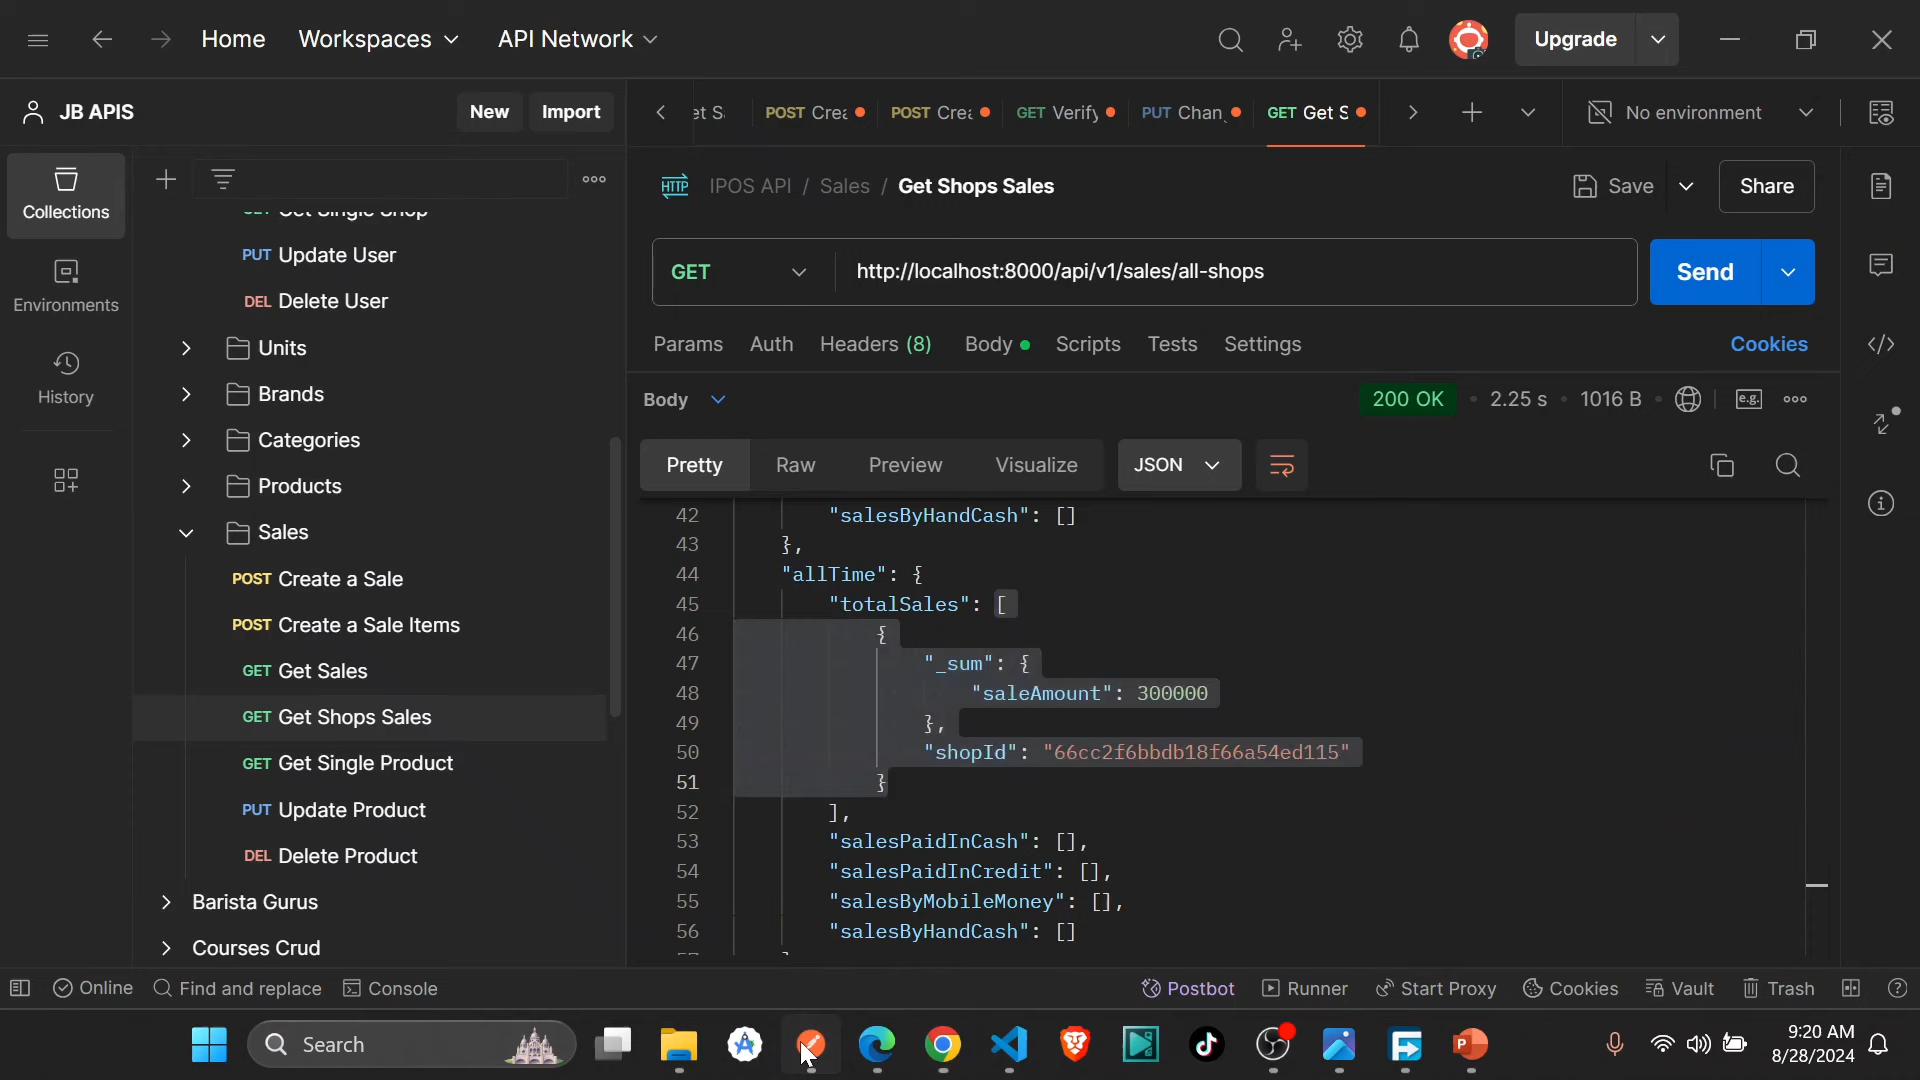 Home Workspaces API Network Upgrade
JB APIS New Import
et S POST Crea POST Crea GET Verify PUT Chan GET Get S No environment
Collections
Environments
History
Get Single Shop
PUT Update User
DEL Delete User
Units
Brands
Categories
Products
Sales
POST Create a Sale
POST Create a Sale Items
GET Get Sales
GET Get Shops Sales
GET Get Single Product
PUT Update Product
DEL Delete Product
Barista Gurus
Courses Crud
HTTP IPOS API / Sales / Get Shops Sales Save Share
GET http://localhost:8000/api/v1/sales/all-shops Send
Params Auth Headers (8) Body Scripts Tests Settings Cookies
Body 200 OK 2.25 s 1016 B e.g.
Pretty Raw Preview Visualize JSON
42 "salesByHandCash": []
43 },
44 "allTime": {
45 "totalSales": [
46 {
47 "_sum": {
48 "saleAmount": 300000
49 },
50 "shopId": "66cc2f6bbdb18f66a54ed115"
51 }
52 ],
53 "salesPaidInCash": [],
54 "salesPaidInCredit": [],
55 "salesByMobileMoney": [],
56 "salesByHandCash": []
Online Find and replace Console Postbot Runner Start Proxy Cookies Vault Trash
Search
9:20 AM
8/28/2024